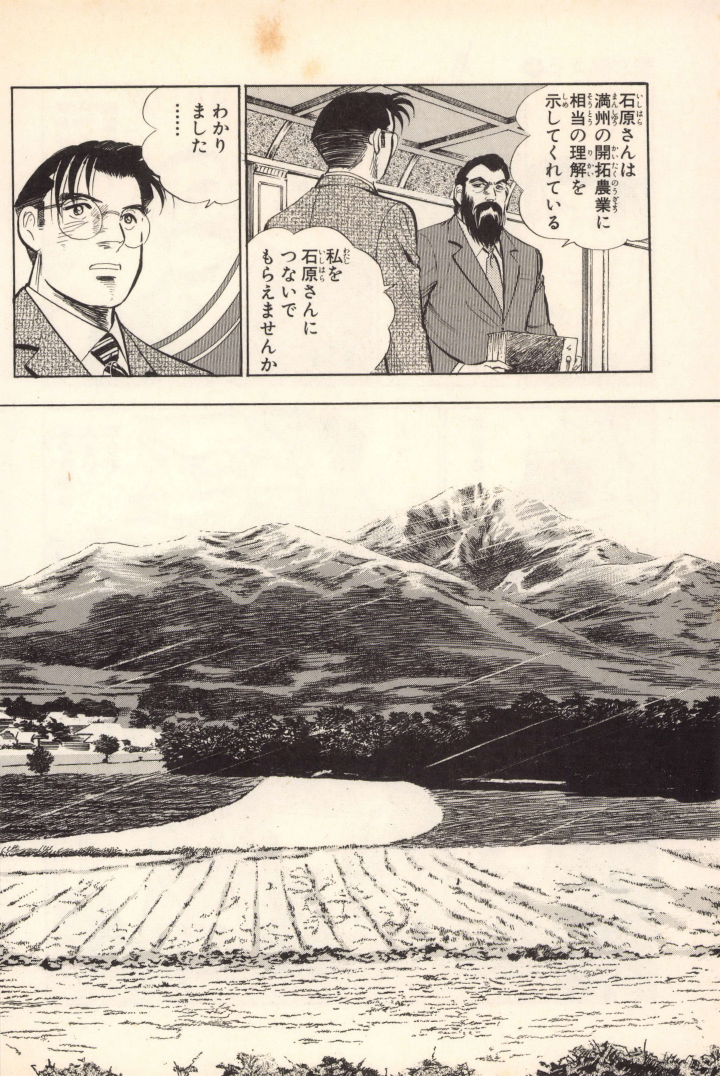 石原さんは
満州の開拓農業に
相当の理解を
示してくれている
私を
石原さんに
つないで
もらえませんか
わかり
ました
……